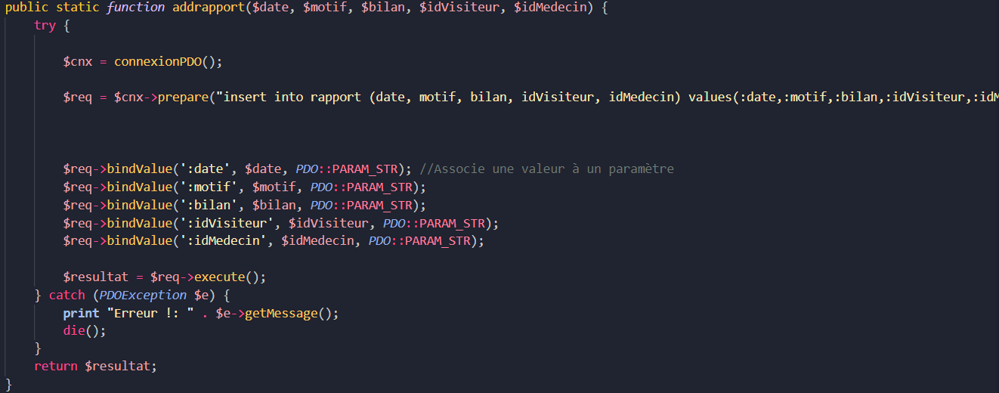 public static function addrapport($date, $motif, $bilan, $idVisiteur, $idMedecin) {
try {
$cnx = connexionPDO();
$req = $cnx->prepare("insert into rapport (date, motif, bilan, idVisiteur, idMedecin) values(:date,:motif,:bilan,:idVisiteur,:idM
$req->bindValue(':date', $date, PDO::PARAM_STR); //Associe une valeur à un paramètre
$req->bindValue(':motif', $motif, PDO::PARAM_STR);
$req->bindValue(':bilan', $bilan, PDO::PARAM_STR);
$req->bindValue(':idVisiteur', $idVisiteur, PDO::PARAM_STR);
$req->bindValue(':idMedecin', $idMedecin, PDO::PARAM_STR);
$resultat = $req->execute();
} catch (PDOException $e) {
print "Erreur !: " . $e->getMessage();
die();
}
return $resultat;
}